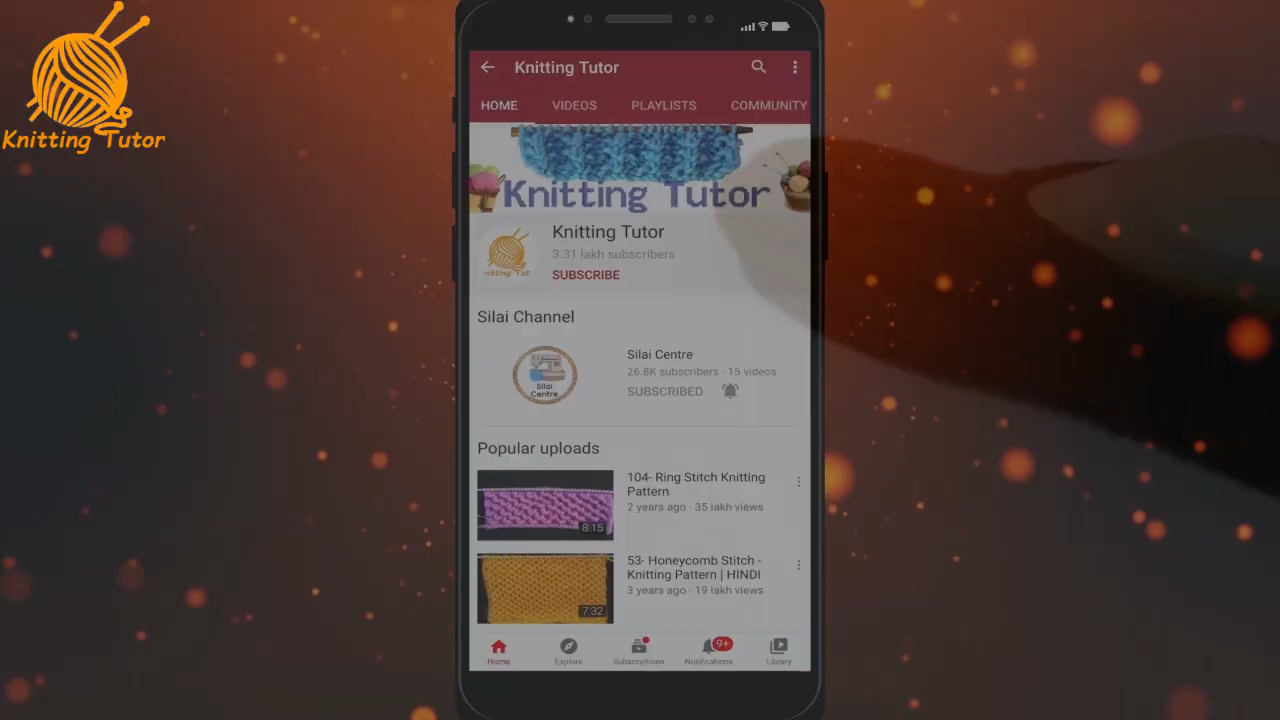 Knitting Tutor
Knitting Tutor
HOME VIDEOS PLAYLISTS COMMUNITY
Knitting Tutor
Knitting Tutor
3.31 lakh subscribers
SUBSCRIBE
Silai Channel
Silai Centre
Silai Centre
26.8K subscribers · 15 videos
SUBSCRIBED
Popular uploads
104- Ring Stitch Knitting
Pattern
2 years ago · 35 lakh views
8:15
53- Honeycomb Stitch -
Knitting Pattern | HINDI
3 years ago · 19 lakh views
7:32
9+
Home Explore Subscriptions Notifications Library